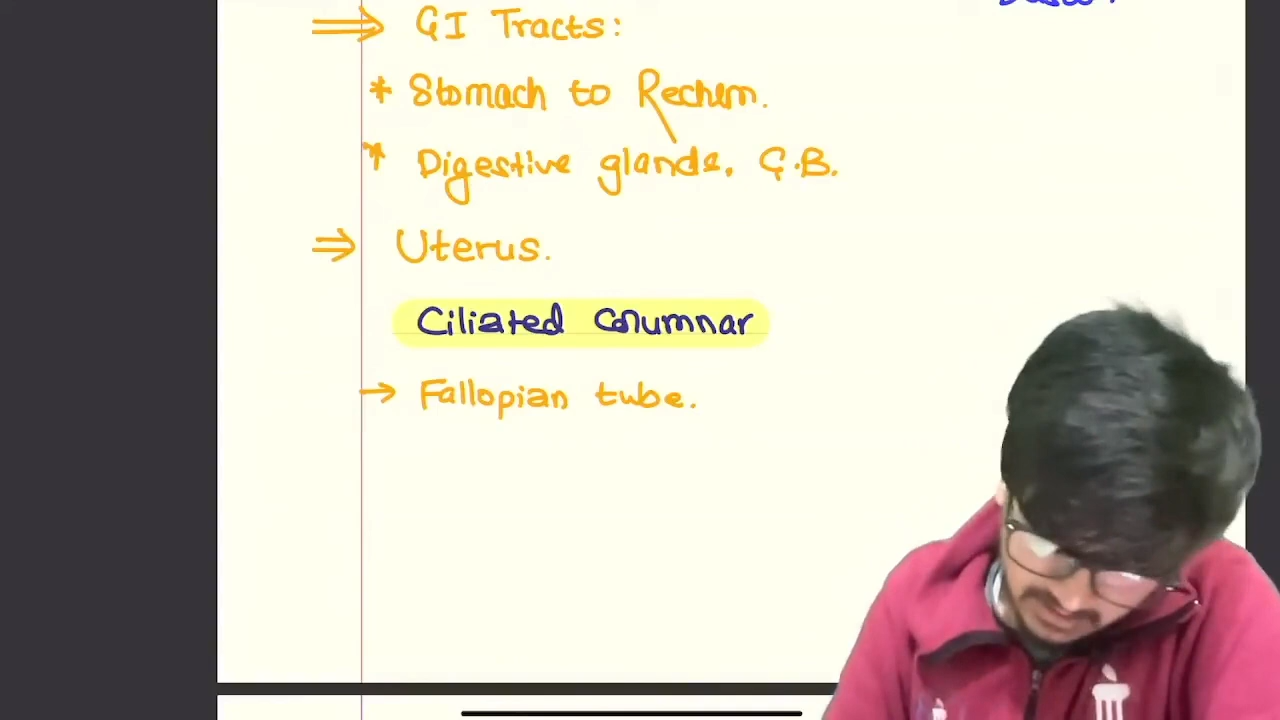 ⇒ GI Tracts:
* Stomach to Rectum.
* Digestive glands. G.B.
⇒ Uterus.
Ciliated Columnar
→ Fallopian tube.